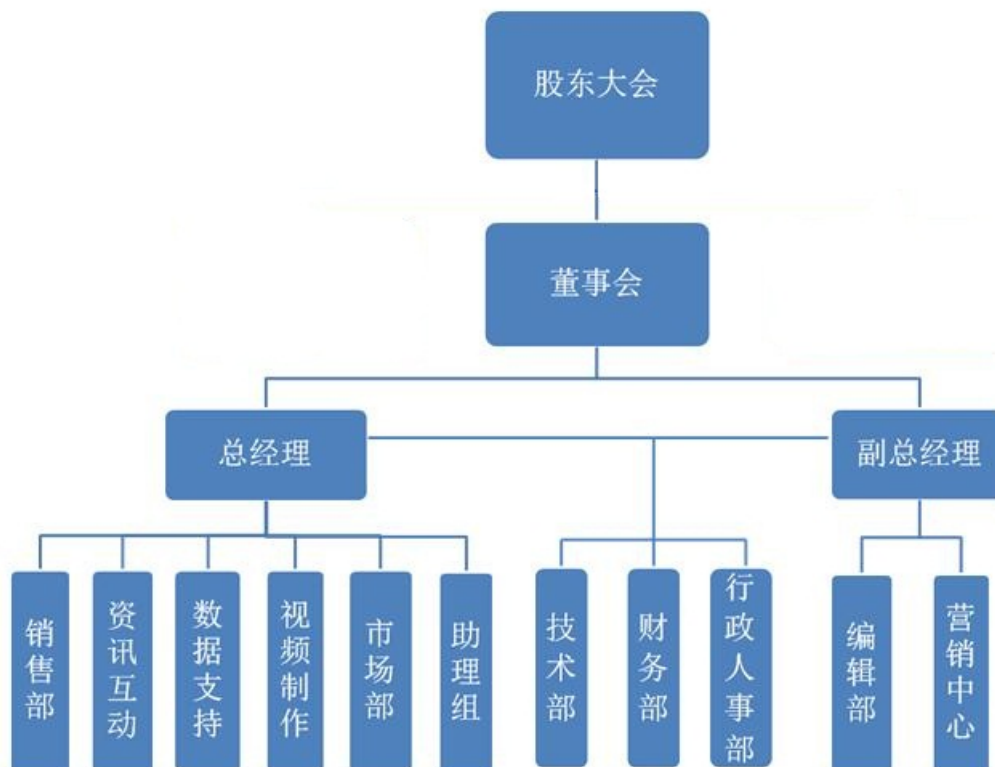 股东大会
董事会
总经理
副总经理
销售部
资讯互动
数据支持
视频制作
市场部
助理组
技术部
财务部
行政人事部
编辑部
营销中心